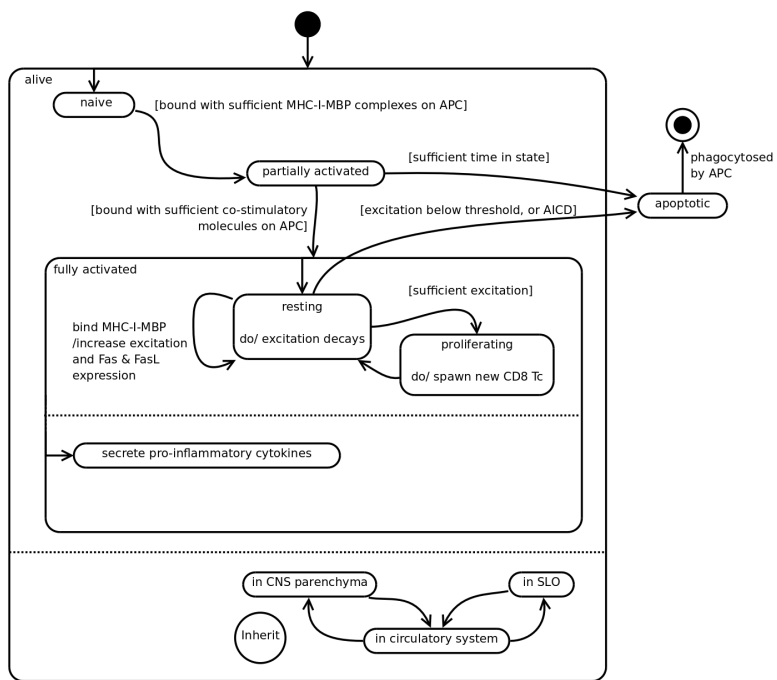 alive
naive
[bound with sufficient MHC-I-MBP complexes on APC]
phagocytosed
by APC
[sufficient time in state]
partially activated
apoptotic
[bound with sufficient co-stimulatory
molecules on APC]
[excitation below threshold, or AICD]
fully activated
[sufficient excitation]
resting
do/ excitation decays
bind MHC-I-MBP
/increase excitation
and Fas & FasL
expression
proliferating
do/ spawn new CD8 Tc
secrete pro-inflammatory cytokines
in CNS parenchyma
in SLO
Inherit
in circulatory system